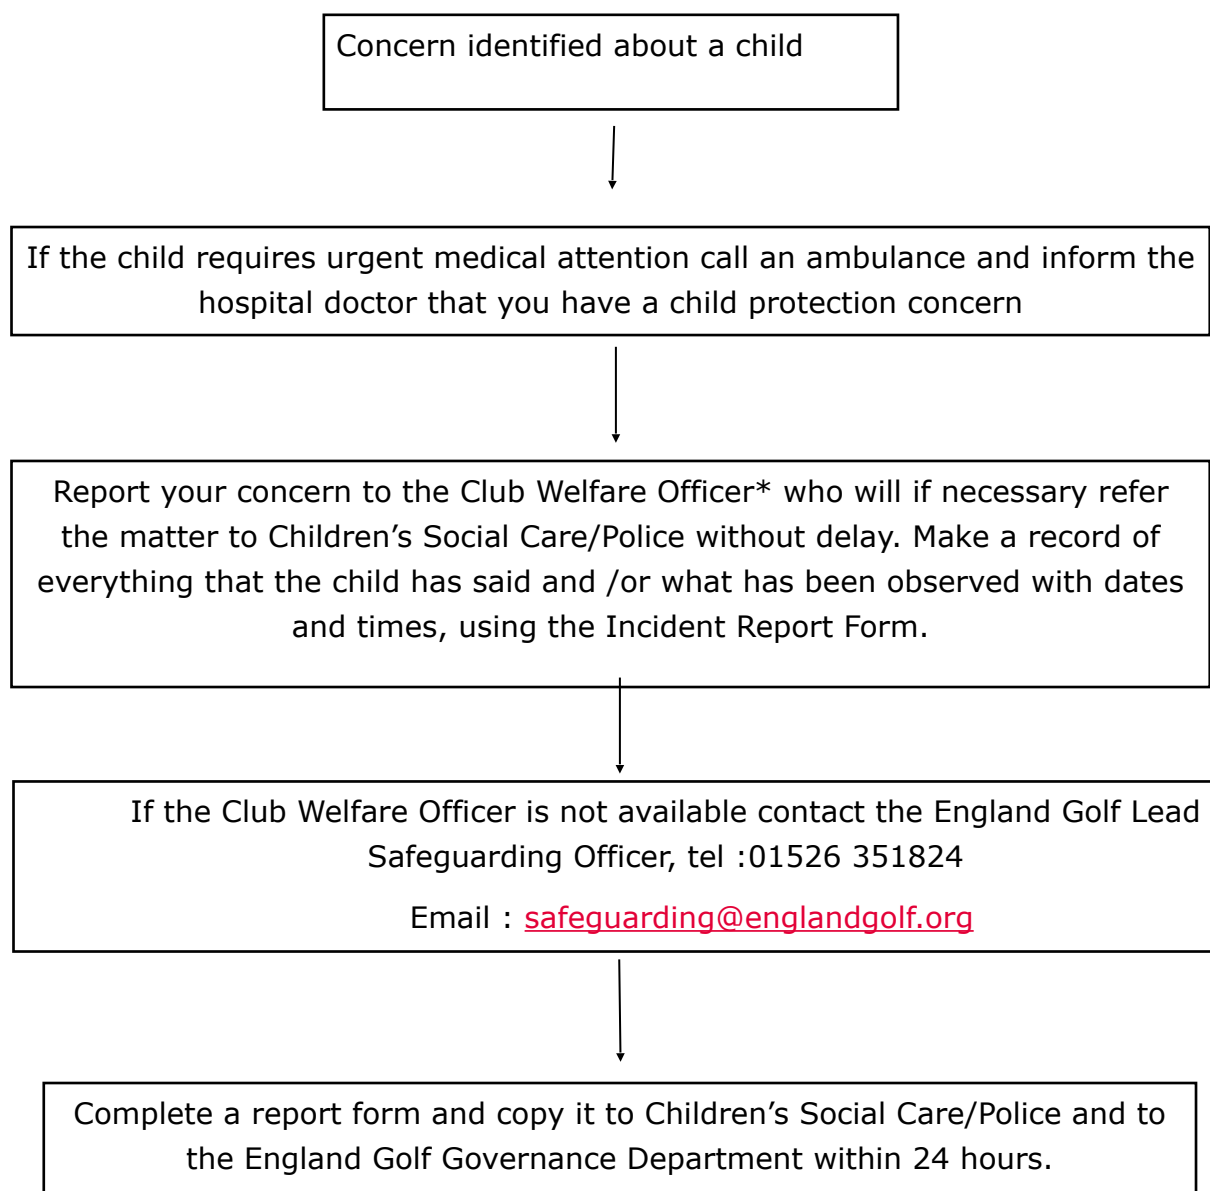 Concern identified about a child
If the child requires urgent medical attention call an ambulance and inform the
hospital doctor that you have a child protection concern
Report your concern to the Club Welfare Officer* who will if necessary refer
the matter to Children’s Social Care/Police without delay. Make a record of
everything that the child has said and /or what has been observed with dates
and times, using the Incident Report Form.
If the Club Welfare Officer is not available contact the England Golf Lead
Safeguarding Officer, tel :01526 351824
Email : safeguarding@englandgolf.org
Complete a report form and copy it to Children’s Social Care/Police and to
the England Golf Governance Department within 24 hours.